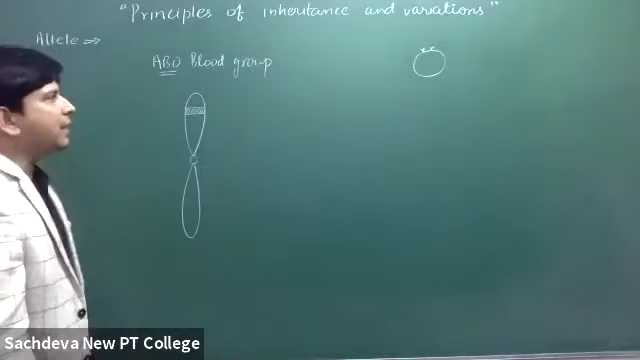 "Principles of inheritance and variations"
Allele ⇒
ABO Blood group
Sachdeva New PT College